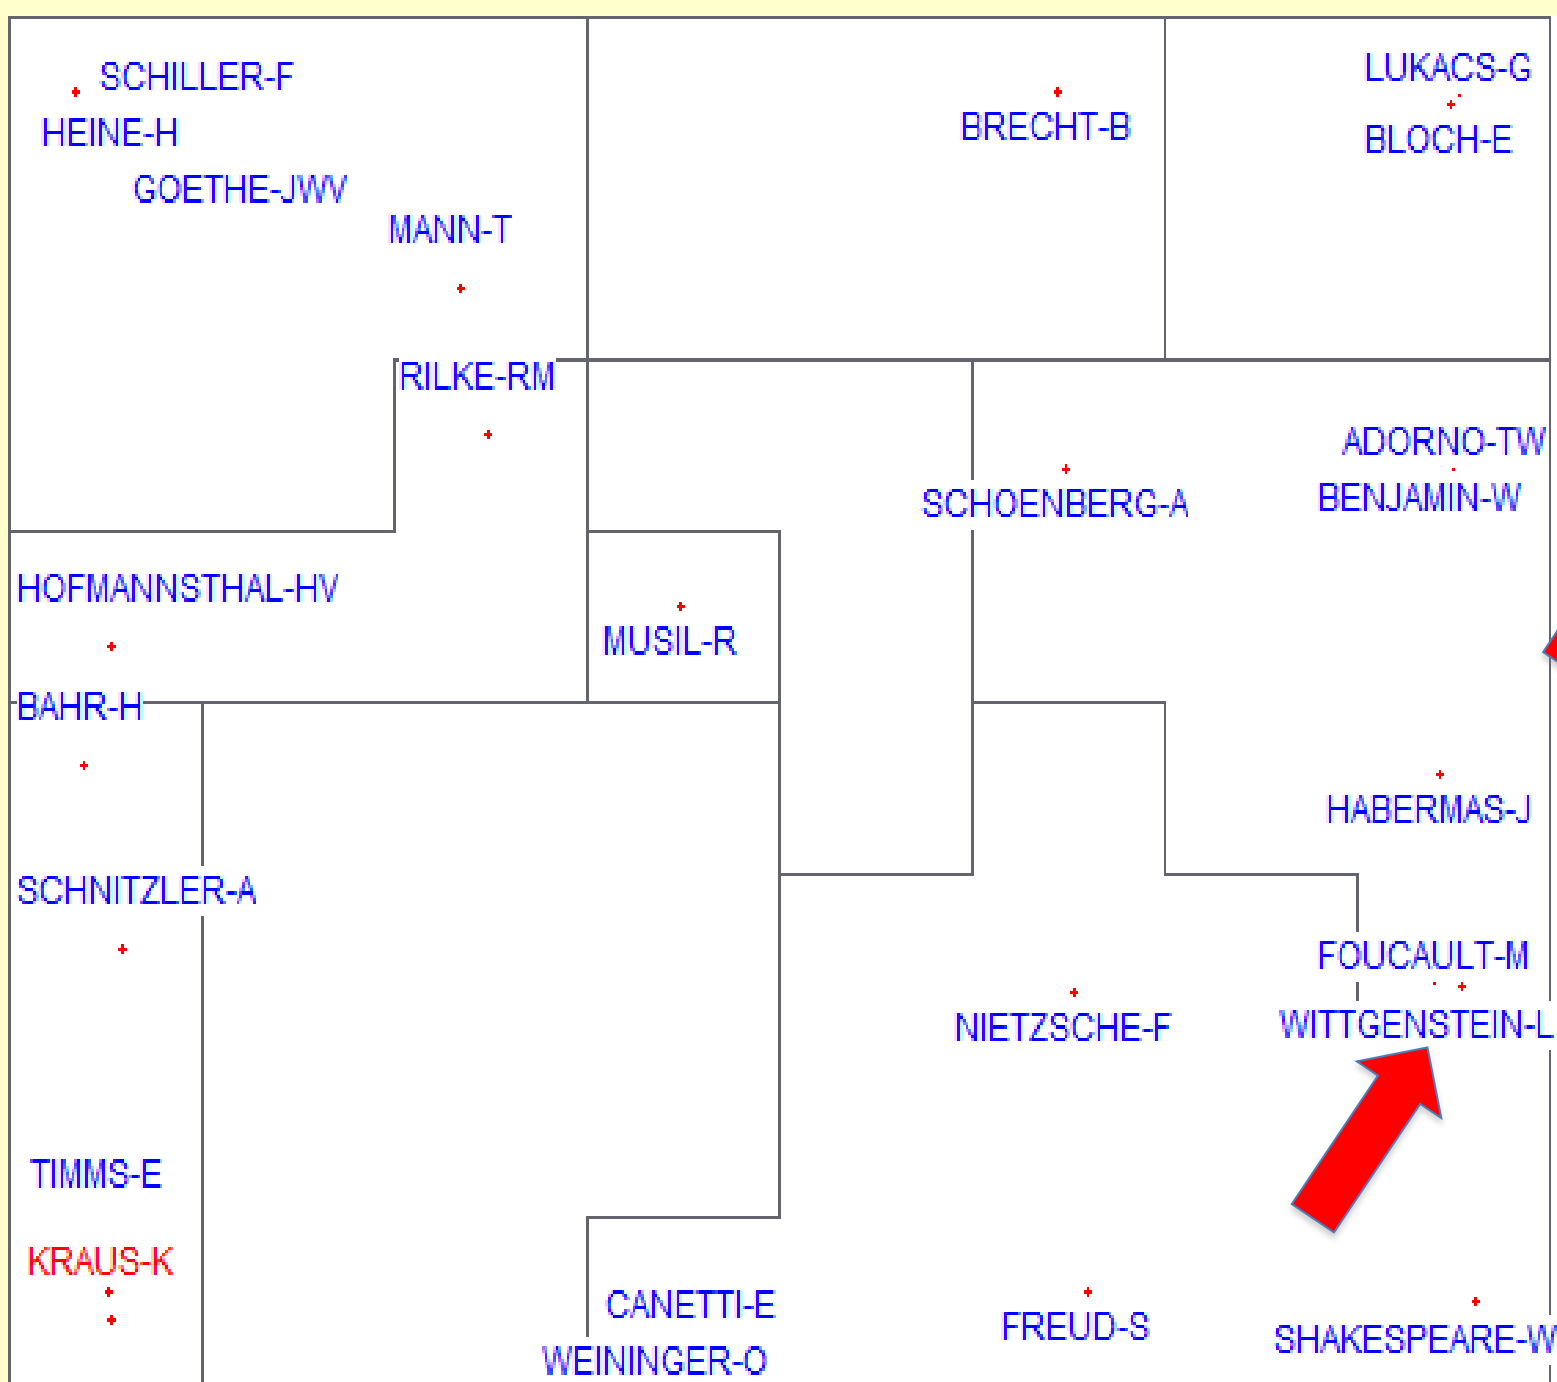 SCHILLER-F
HEINE-H
GOETHE-JWV
MANN-T
RILKE-RM
BRECHT-B
LUKACS-G
BLOCH-E
ADORNO-TW
BENJAMIN-W
SCHOENBERG-A
HOFMANNSTHAL-HV
MUSIL-R
BAHR-H
HABERMAS-J
SCHNITZLER-A
FOUCAULT-M
WITTGENSTEIN-L
NIETZSCHE-F
TIMMS-E
KRAUS-K
CANETTI-E
WEININGER-O
FREUD-S
SHAKESPEARE-W